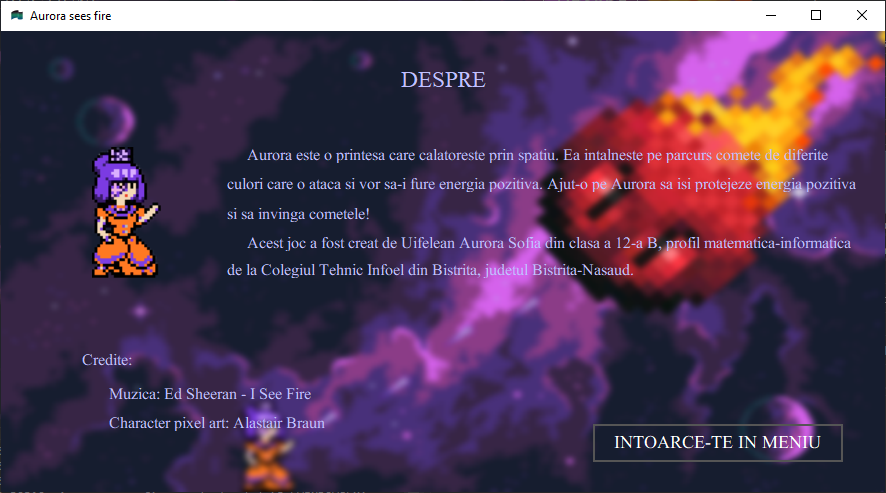 Aurora sees fire
DESPRE
Aurora este o printesa care calatoreste prin spatiu. Ea intalneste pe parcurs comete de diferite
culori care o ataca si vor sa-i fure energia pozitiva. Ajut-o pe Aurora sa isi protejeze energia pozitiva
si sa invinga cometele!
Acest joc a fost creat de Uifelean Aurora Sofia din clasa a 12-a B, profil matematica-informatica
de la Colegiul Tehnic Infoel din Bistrita, judetul Bistrita-Nasaud.
Credite:
Muzica: Ed Sheeran - I See Fire
Character pixel art: Alastair Braun
INTOARCE-TE IN MENIU